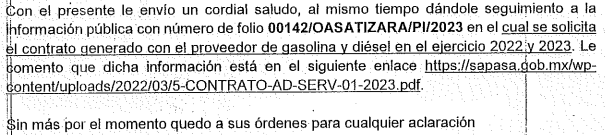 Con el presente le envío un cordial saludo, al mismo tiempo dándole seguimiento a la
información pública con número de folio 00142/OASATIZARA/PI/2023 en el cual se solicita
el contrato generado con el proveedor de gasolina y diésel en el ejercicio 2022 y 2023. Le
comento que dicha información está en el siguiente enlace https://sapasa.gob.mx/wp-
content/uploads/2022/03/5-CONTRATO-AD-SERV-01-2023.pdf.
Sin más por el momento quedo a sus órdenes para cualquier aclaración